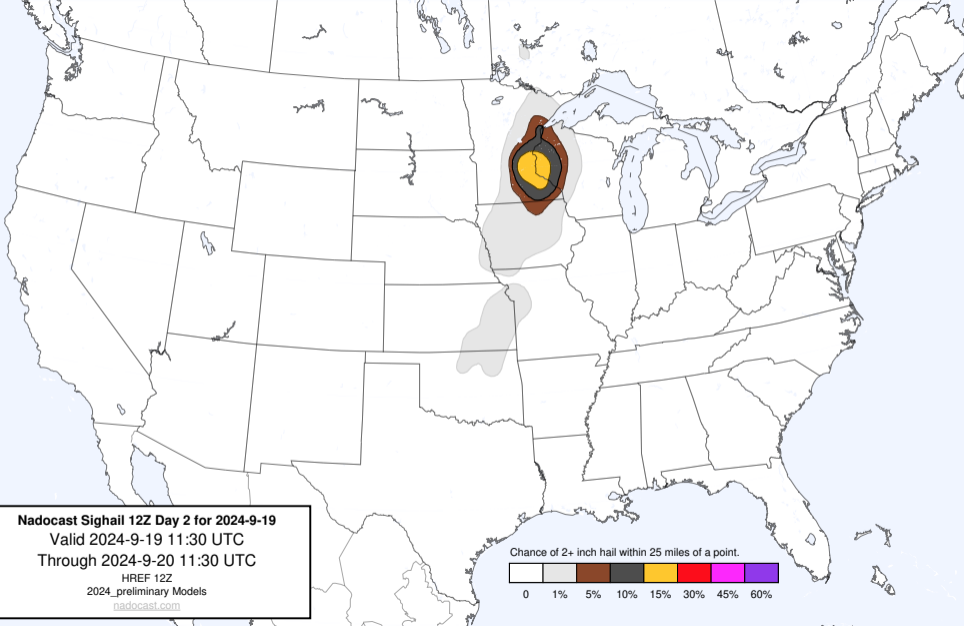 Nadocast Sighail 12Z Day 2 for 2024-9-19
Valid 2024-9-19 11:30 UTC
Through 2024-9-20 11:30 UTC
HREF 12Z
2024_preliminary Models
nadocast.com
Chance of 2+ inch hail within 25 miles of a point.
0 1% 5% 10% 15% 30% 45% 60%